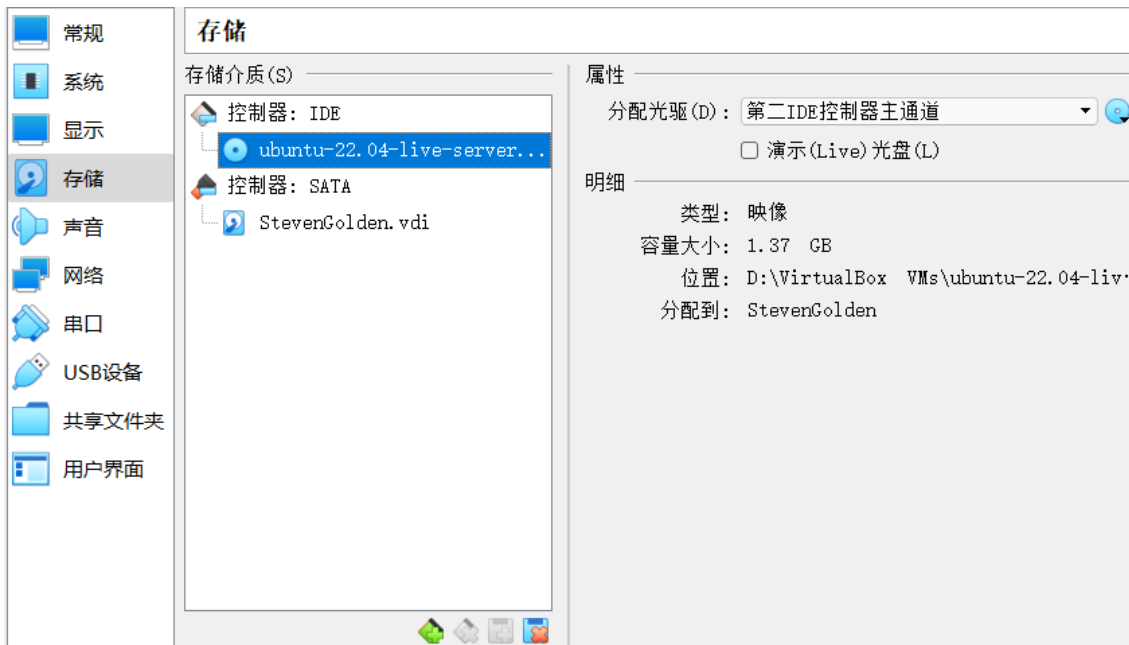 常规
系统
显示
存储
声音
网络
串口
USB设备
共享文件夹
用户界面
存储
存储介质(S)
控制器: IDE
ubuntu-22.04-live-server...
控制器: SATA
StevenGolden.vdi
属性
分配光驱(D): 第二IDE控制器主通道
演示(Live)光盘(L)
明细
类型: 映像
容量大小: 1.37 GB
位置: D:\VirtualBox VMs\ubuntu-22.04-liv
分配到: StevenGolden